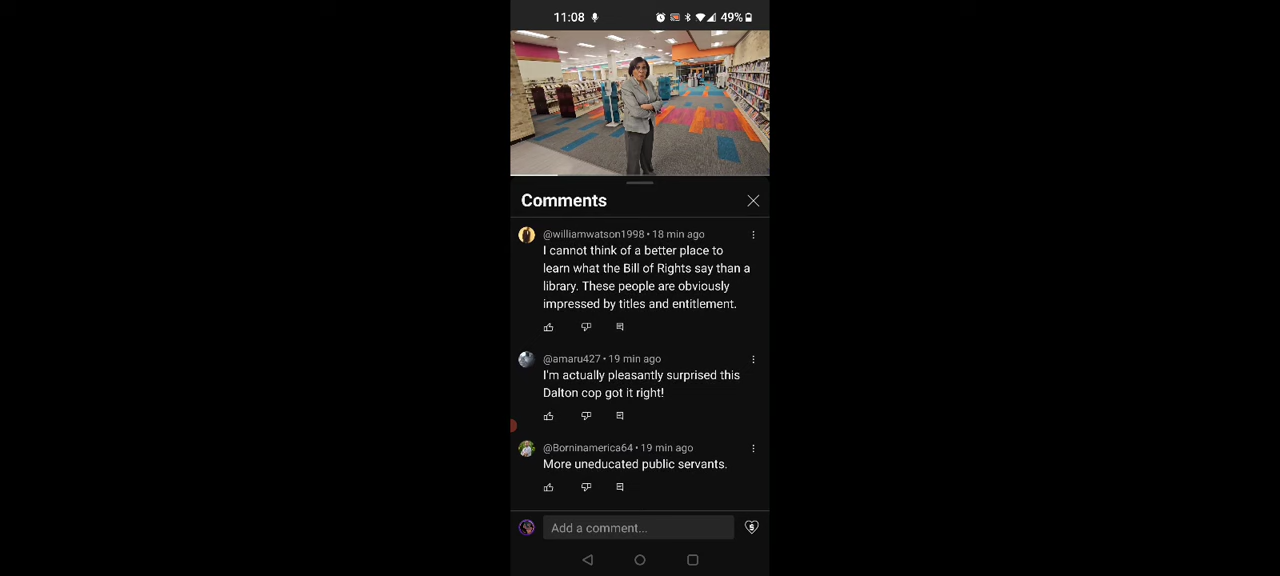 11:08
49%
Comments
@williamwatson1998 • 18 min ago
I cannot think of a better place to
learn what the Bill of Rights say than a
library. These people are obviously
impressed by titles and entitlement.
@amaru427 • 19 min ago
I'm actually pleasantly surprised this
Dalton cop got it right!
@Borninamerica64 • 19 min ago
More uneducated public servants.
Add a comment...